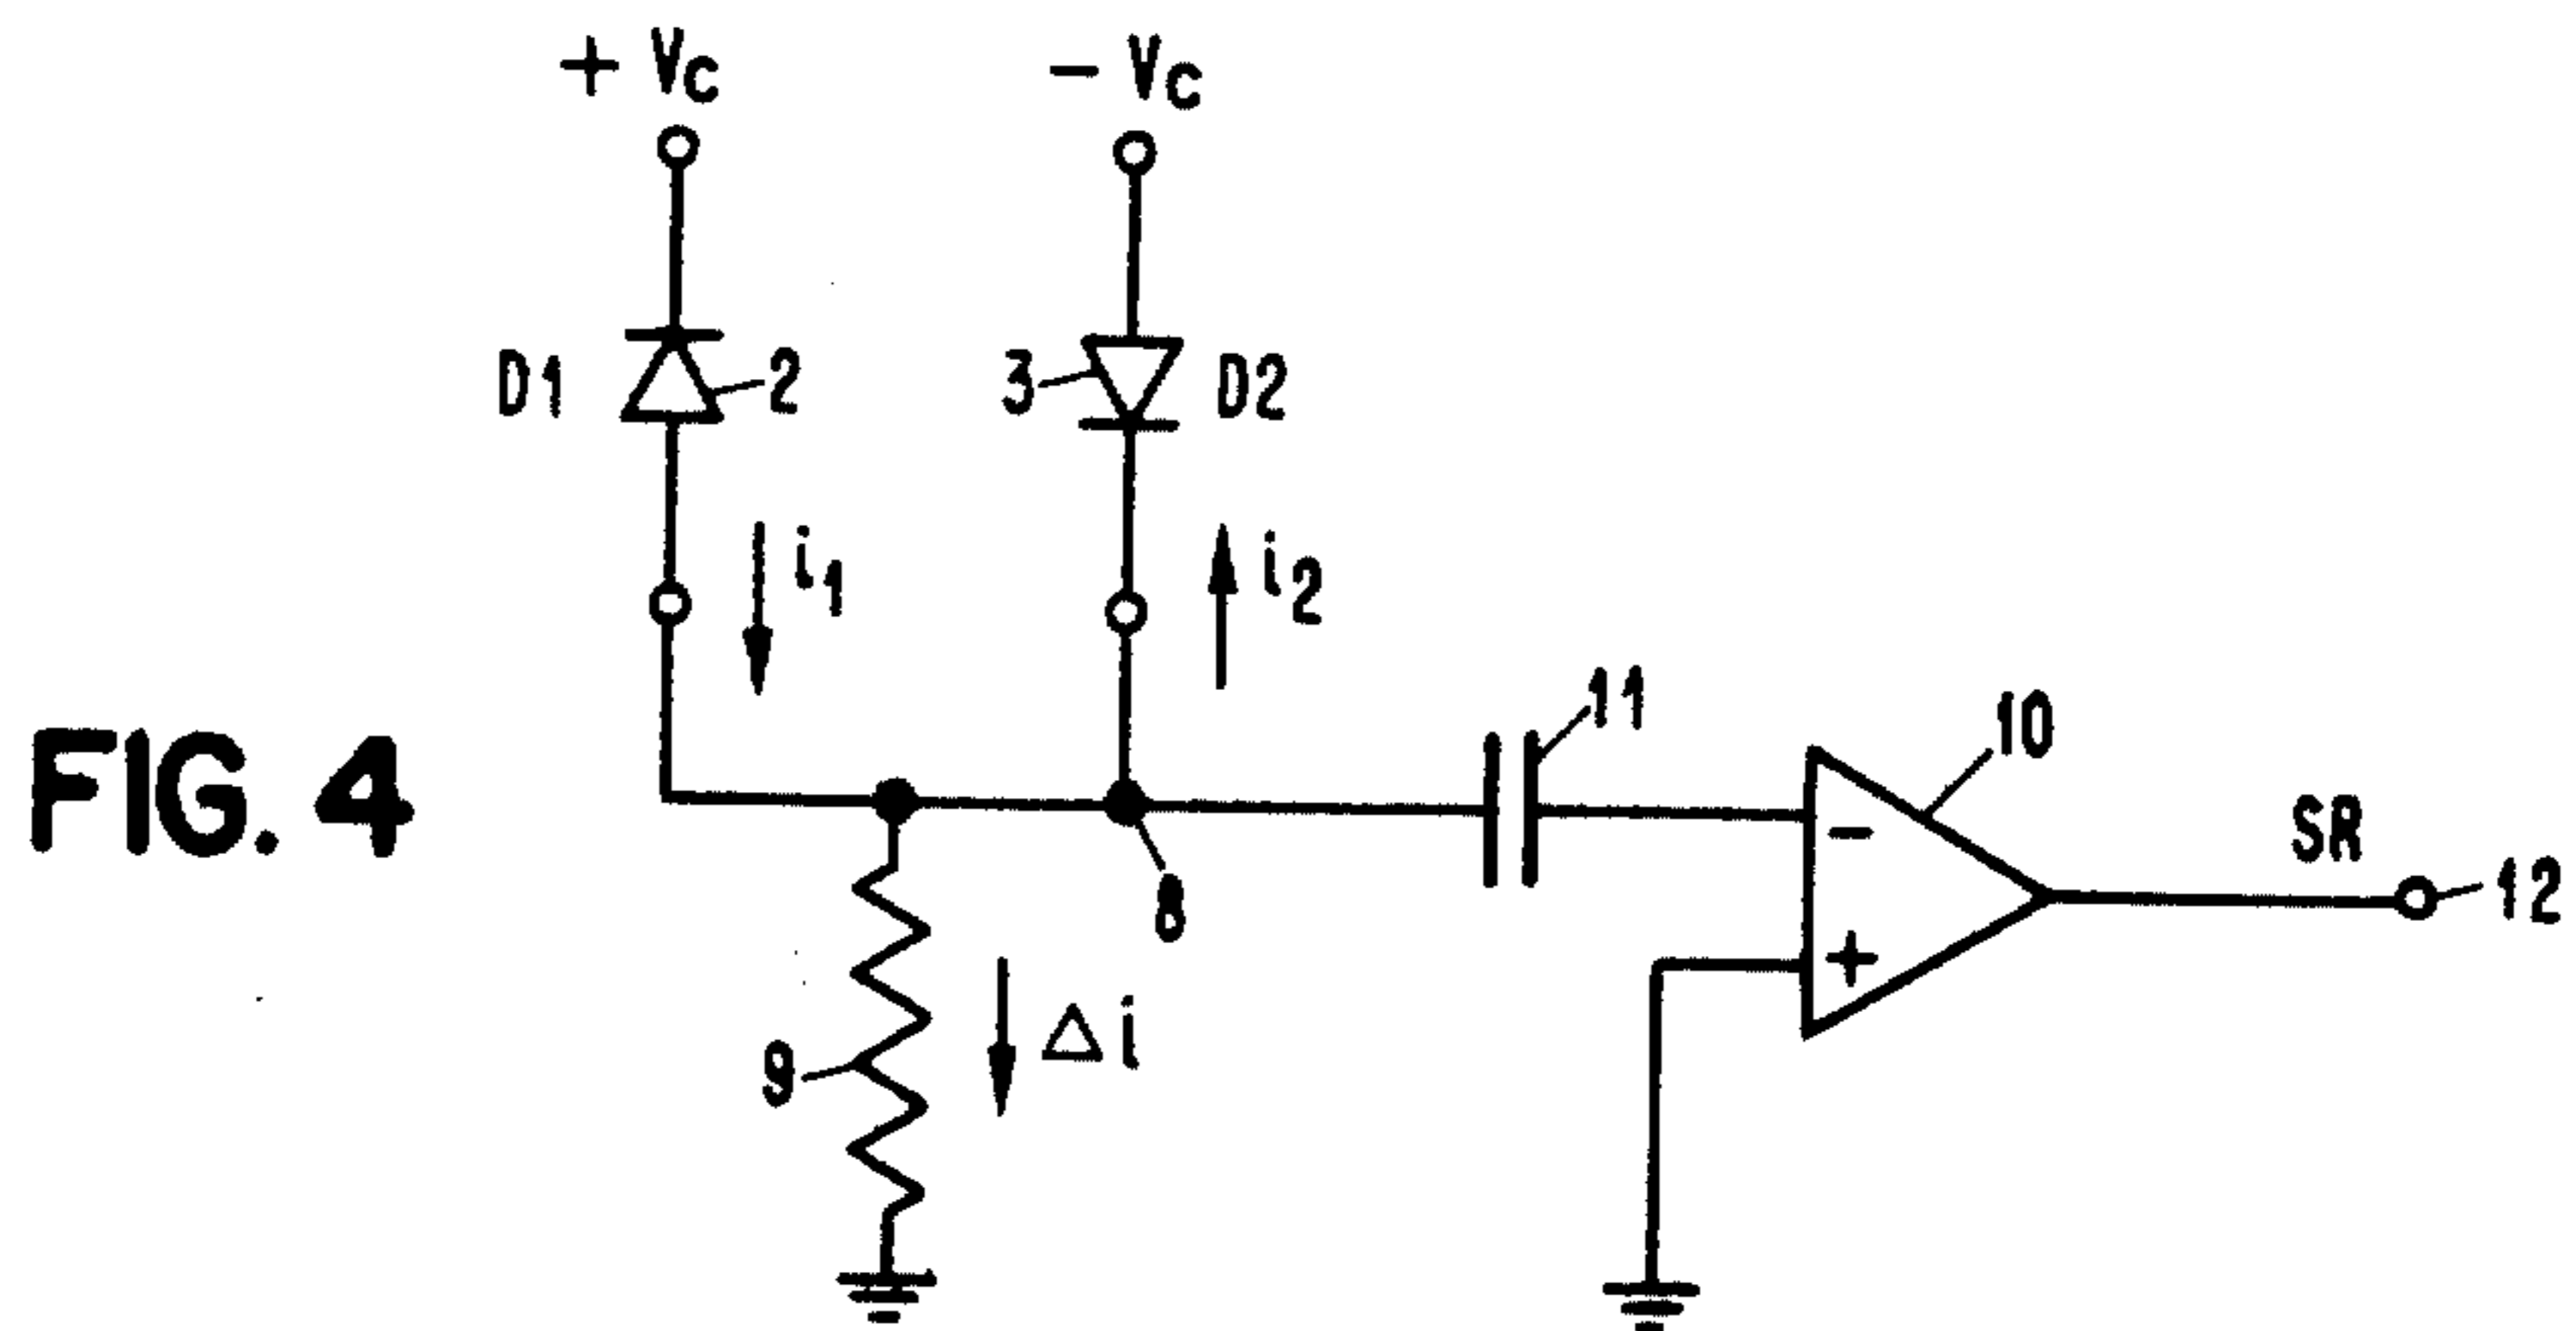 + Vc
- Vc
D1
2
3
D2
i1
i2
11
10
FIG. 4
8
SR
12
-
+
9
Δi